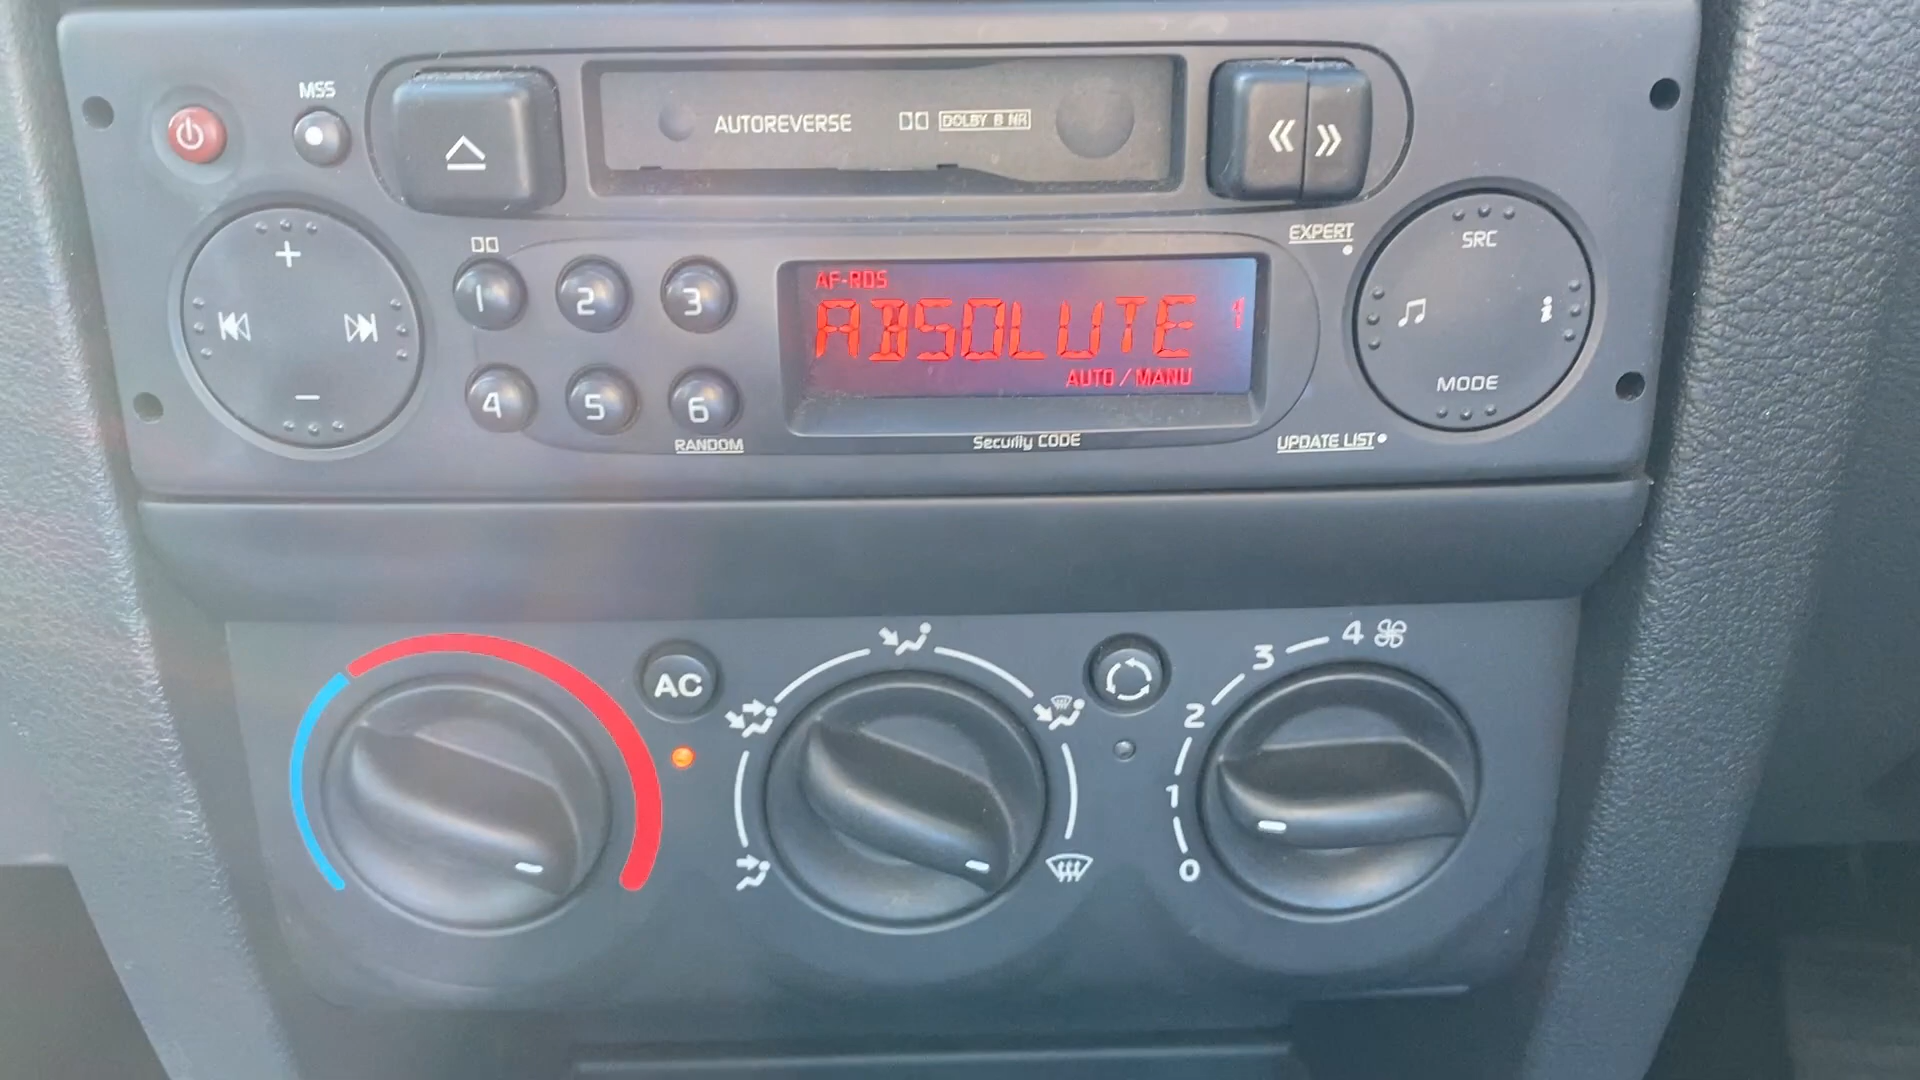 MSS
AUTOREVERSE DOLBY B NR
EXPERT
SRC
1 2 3
AF-RDS
ABSOLUTE 1
AUTO / MANU
MODE
4 5 6
RANDOM
Security CODE
UPDATE LIST
AC
4
3
2
1
0